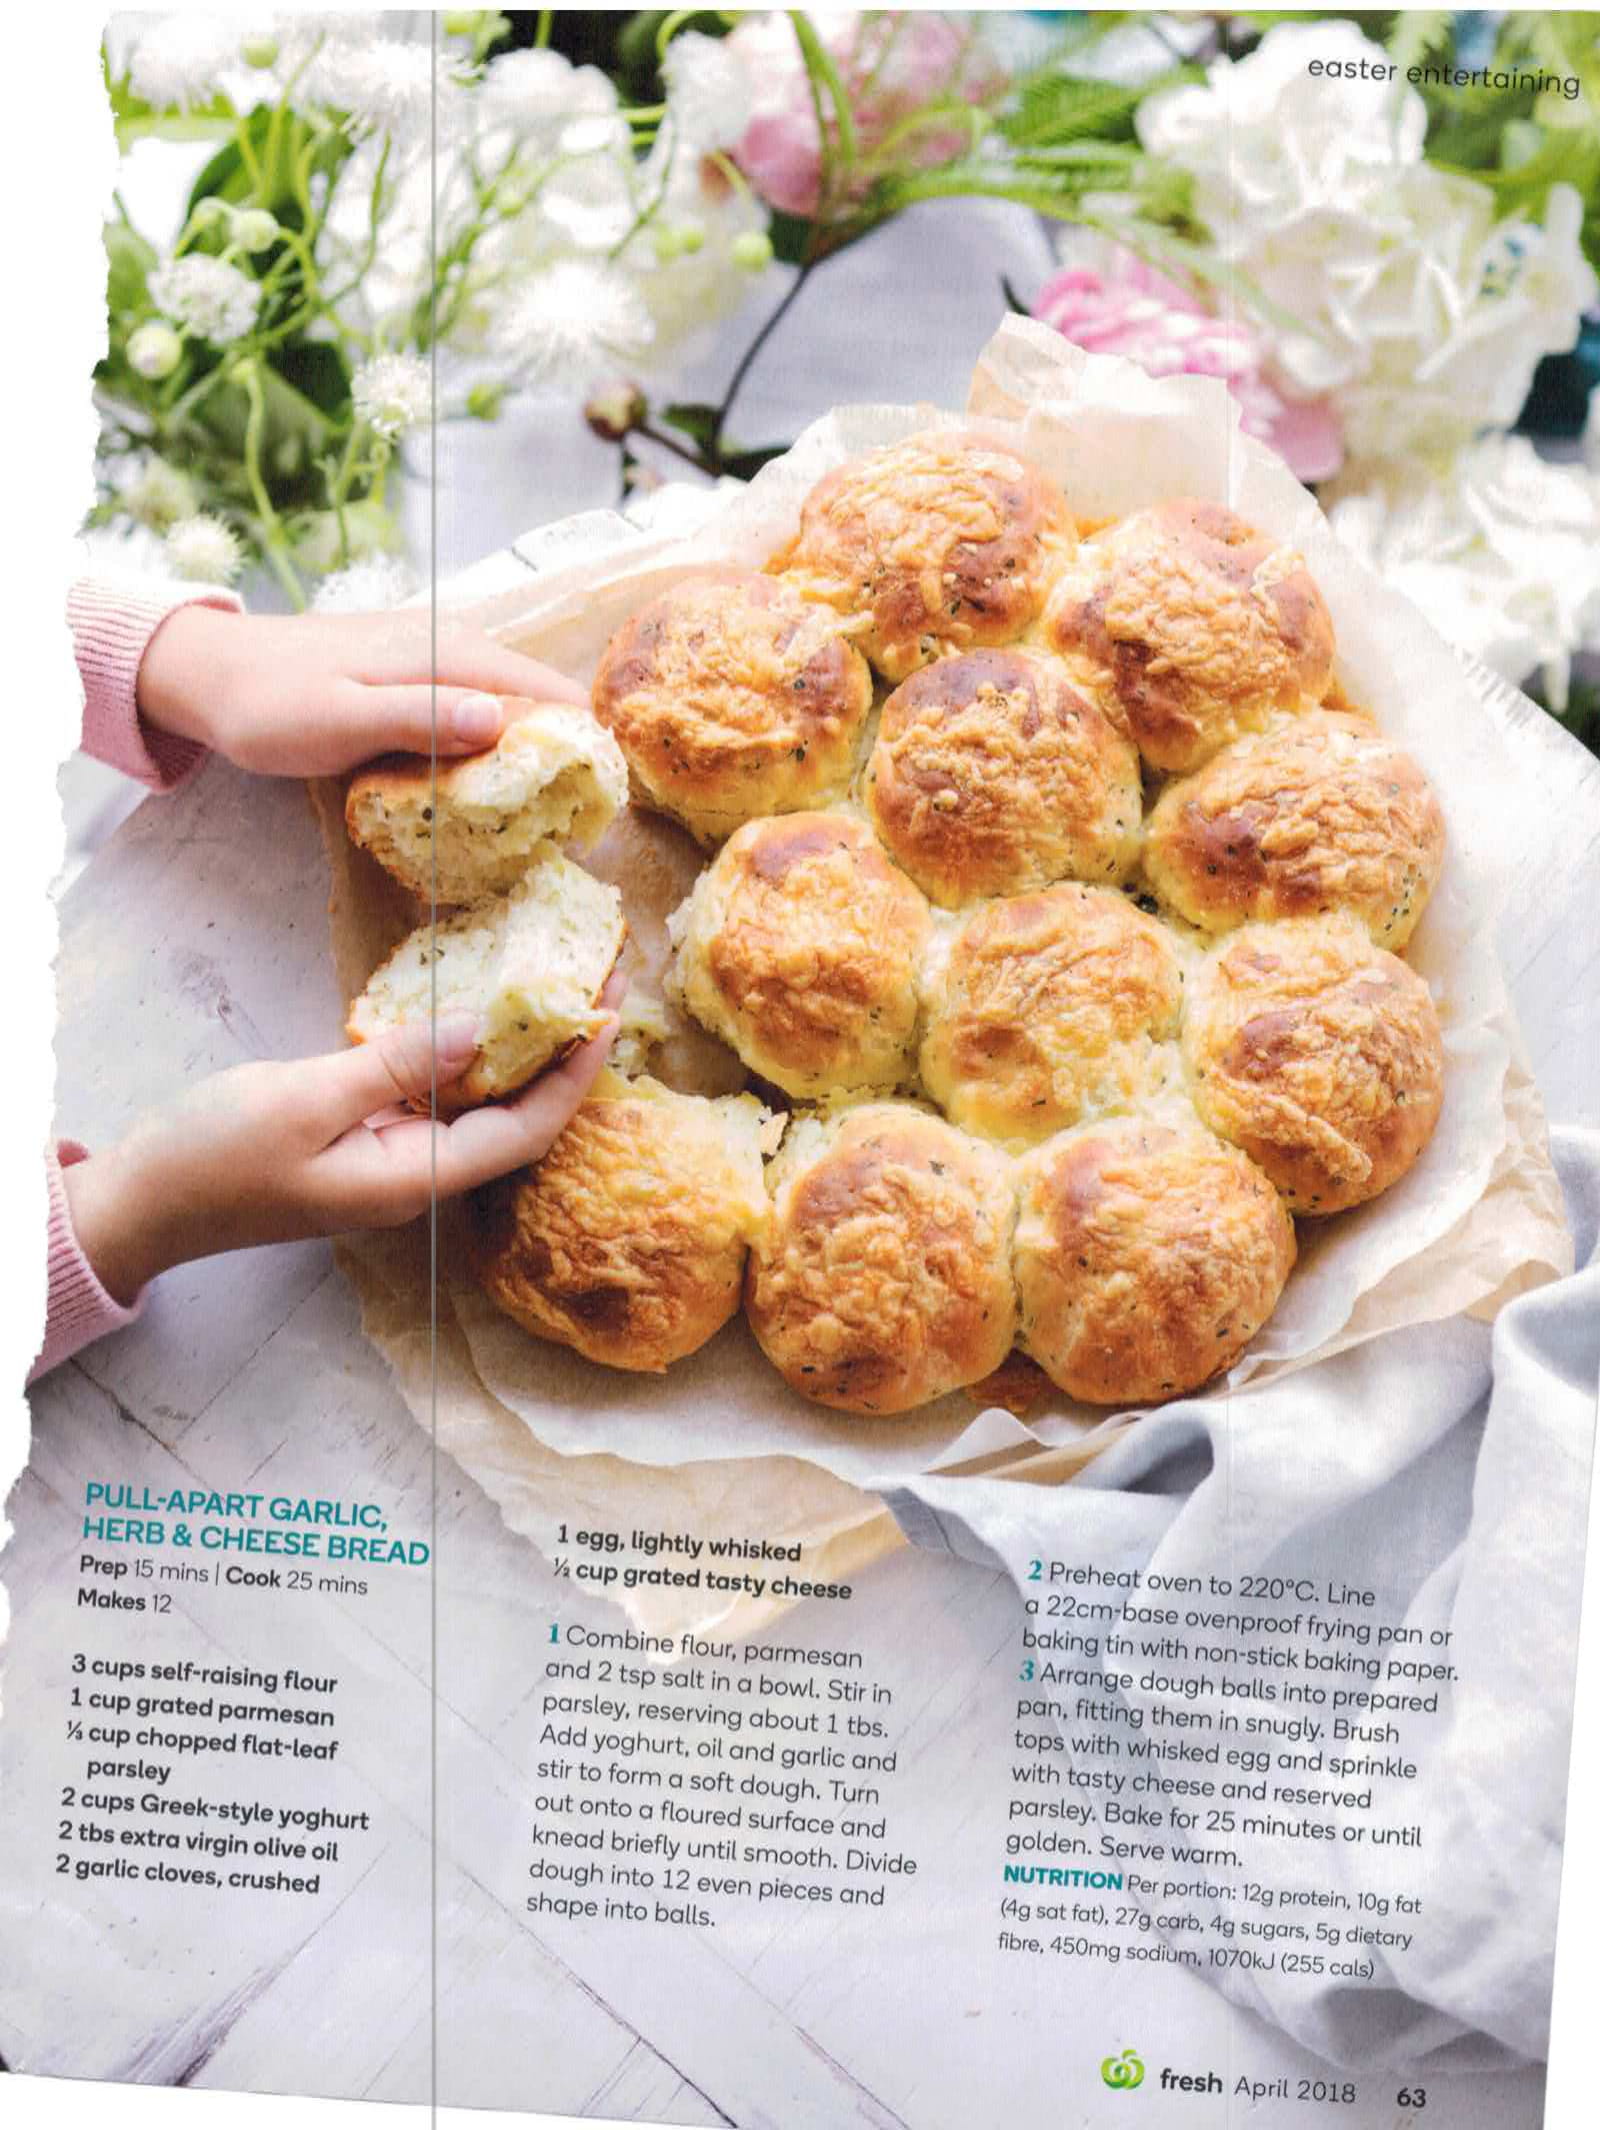 easter entertaining
PULL-APART GARLIC,
HERB & CHEESE BREAD
Prep 15 mins | Cook 25 mins
Makes 12
3 cups self-raising flour
1 cup grated parmesan
⅓ cup chopped flat-leaf
parsley
2 cups Greek-style yoghurt
2 tbs extra virgin olive oil
2 garlic cloves, crushed
1 egg, lightly whisked
½ cup grated tasty cheese
1 Combine flour, parmesan
and 2 tsp salt in a bowl. Stir in
parsley, reserving about 1 tbs.
Add yoghurt, oil and garlic and
stir to form a soft dough. Turn
out onto a floured surface and
knead briefly until smooth. Divide
dough into 12 even pieces and
shape into balls.
2 Preheat oven to 220°C. Line
a 22cm-base ovenproof frying pan or
baking tin with non-stick baking paper.
3 Arrange dough balls into prepared
pan, fitting them in snugly. Brush
tops with whisked egg and sprinkle
with tasty cheese and reserved
parsley. Bake for 25 minutes or until
golden. Serve warm.
NUTRITION Per portion: 12g protein, 10g fat
(4g sat fat), 27g carb, 4g sugars, 5g dietary
fibre, 450mg sodium, 1070kJ (255 cals)
fresh April 2018 63